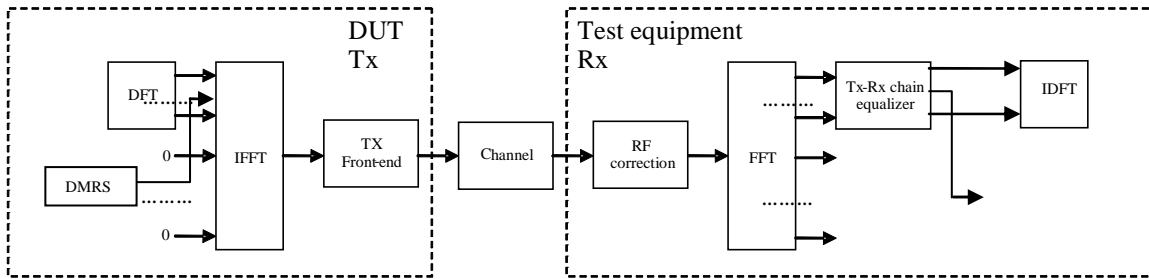 DUT
Tx
Test equipment
Rx
DFT
………
0
DMRS
………
0
IFFT
TX
Front-end
Channel
RF
correction
FFT
………
………
Tx-Rx chain
equalizer
IDFT